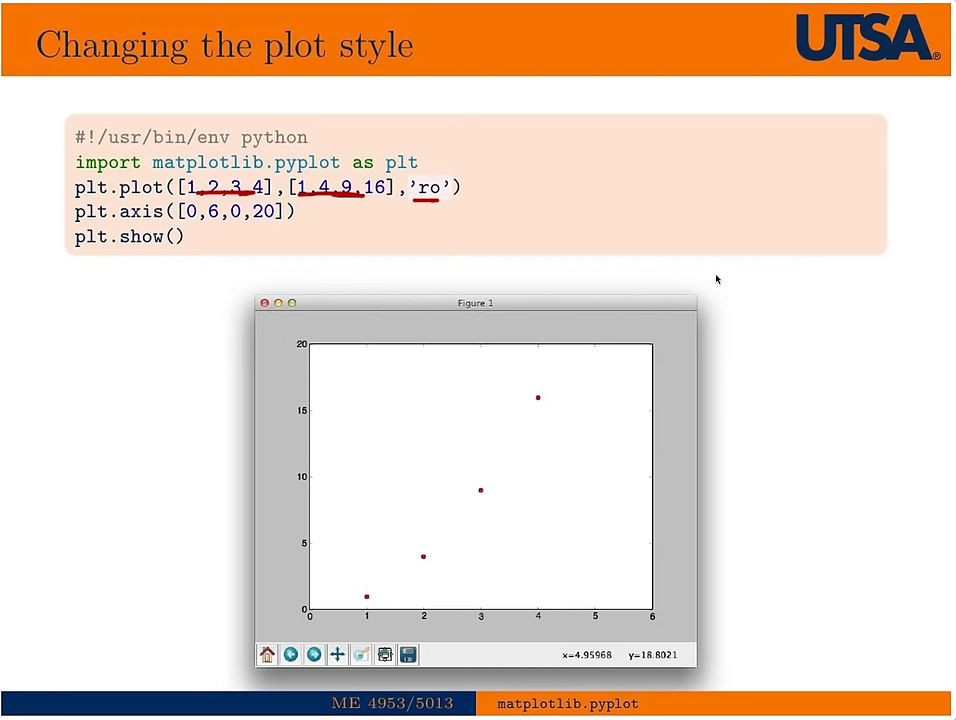 Changing the plot style
UTSA®
#!/usr/bin/env python
import matplotlib.pyplot as plt
plt.plot([1,2,3,4],[1,4,9,16],’ro’)
plt.axis([0,6,0,20])
plt.show()
Figure 1
20
15
10
5
0
0 1 2 3 4 5 6
x=4.95968 y=18.8021
ME 4953/5013 matplotlib.pyplot